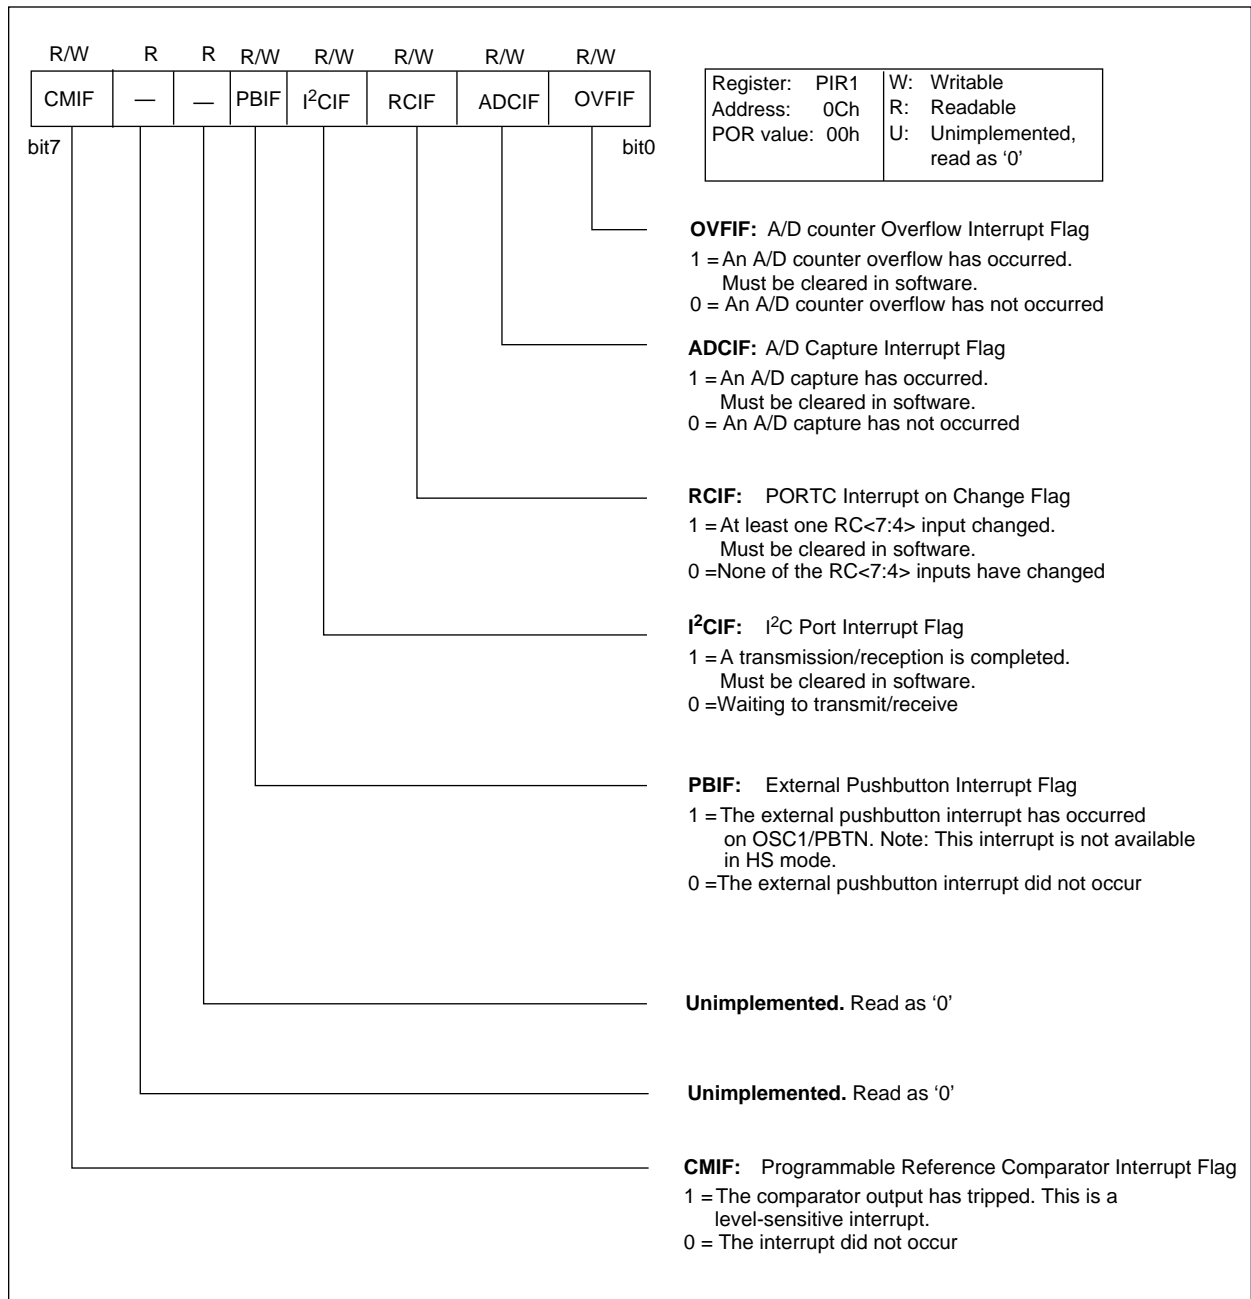 R/W R R R/W R/W R/W R/W R/W
CMIF — — PBIF I²CIF RCIF ADCIF OVFIF
bit7 bit0
Register: PIR1
Address: 0Ch
POR value: 00h
W: Writable
R: Readable
U: Unimplemented,
read as ‘0’
OVFIF: A/D counter Overflow Interrupt Flag
1 = An A/D counter overflow has occurred.
Must be cleared in software.
0 = An A/D counter overflow has not occurred
ADCIF: A/D Capture Interrupt Flag
1 = An A/D capture has occurred.
Must be cleared in software.
0 = An A/D capture has not occurred
RCIF: PORTC Interrupt on Change Flag
1 = At least one RC<7:4> input changed.
Must be cleared in software.
0 =None of the RC<7:4> inputs have changed
I²CIF: I²C Port Interrupt Flag
1 = A transmission/reception is completed.
Must be cleared in software.
0 =Waiting to transmit/receive
PBIF: External Pushbutton Interrupt Flag
1 = The external pushbutton interrupt has occurred
on OSC1/PBTN. Note: This interrupt is not available
in HS mode.
0 =The external pushbutton interrupt did not occur
Unimplemented. Read as ‘0’
Unimplemented. Read as ‘0’
CMIF: Programmable Reference Comparator Interrupt Flag
1 = The comparator output has tripped. This is a
level-sensitive interrupt.
0 = The interrupt did not occur